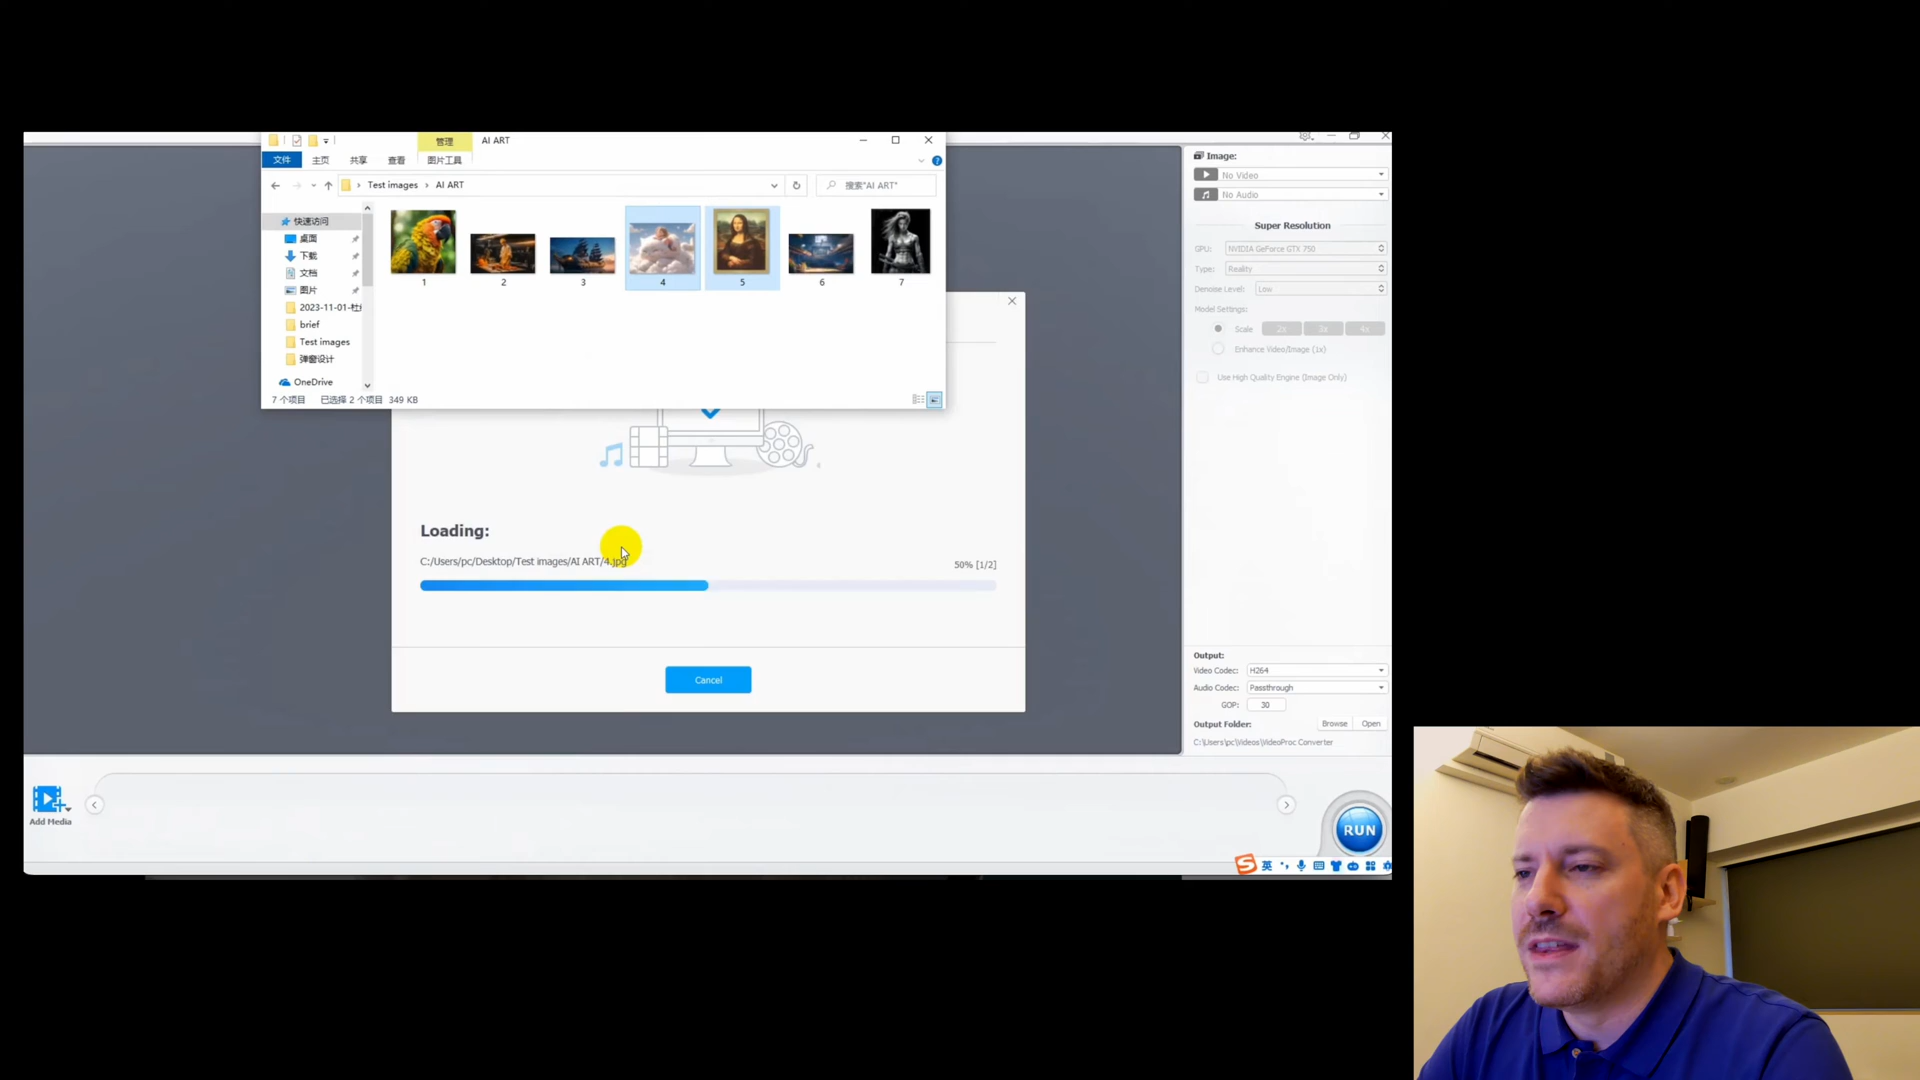 管理 AI ART
文件 主页 共享 查看 图片工具
Test images AI ART 搜索"AI ART"
快速访问
桌面
下载
文档
图片
2023-11-01-
brief
Test images
弹窗设计
OneDrive
1 2 3 4 5 6 7
7 个项目 已选择 2 个项目 349 KB
Loading:
C:/Users/pc/Desktop/Test images/AI ART/4.jpg
50% [1/2]
Cancel
Image:
No Video
No Audio
Super Resolution
GPU: NVIDIA GeForce GTX 750
Type: Reality
Denoise Level: Low
Model Settings:
Scale 2x 3x 4x
Enhance Video/Image (1x)
Use High Quality Engine (Image Only)
Output:
Video Codec: H264
Audio Codec: Passthrough
GOP: 30
Output Folder: Browse Open
C:\Users\pc\Videos\VideoProc Converter
Add Media
RUN
英